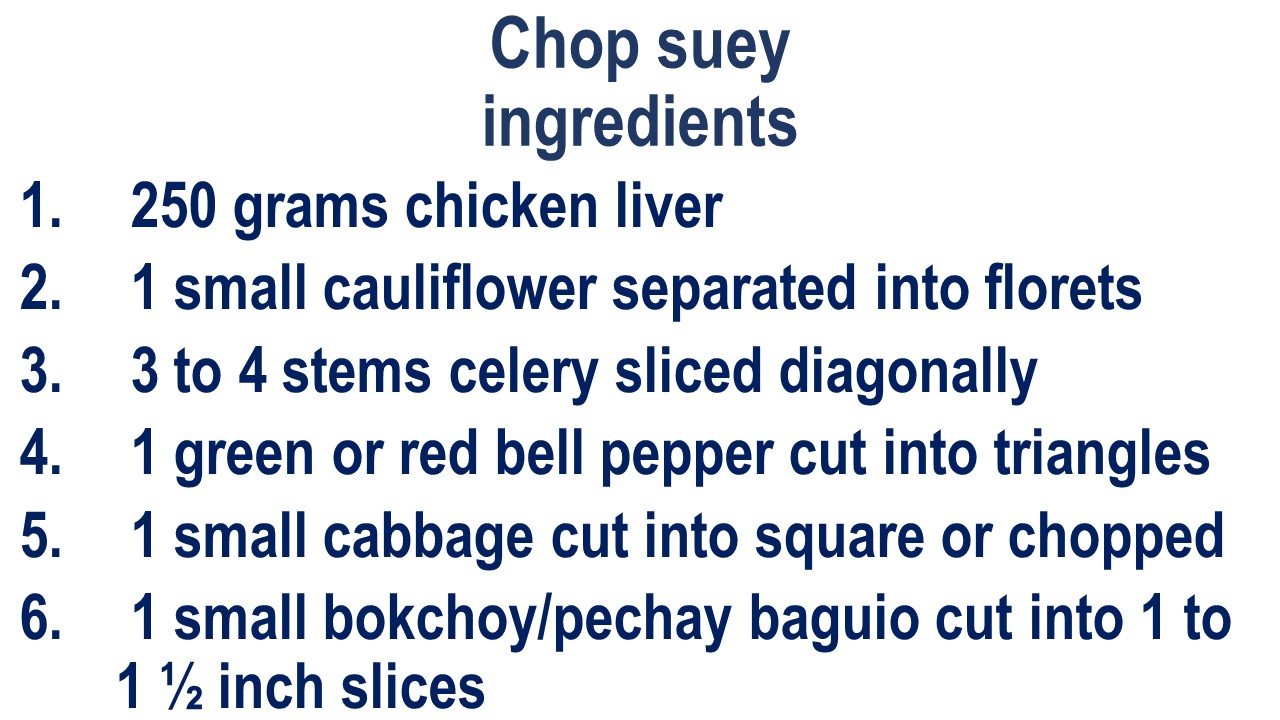 Chop suey
ingredients
1. 250 grams chicken liver
2. 1 small cauliflower separated into florets
3. 3 to 4 stems celery sliced diagonally
4. 1 green or red bell pepper cut into triangles
5. 1 small cabbage cut into square or chopped
6. 1 small bokchoy/pechay baguio cut into 1 to
1 ½ inch slices